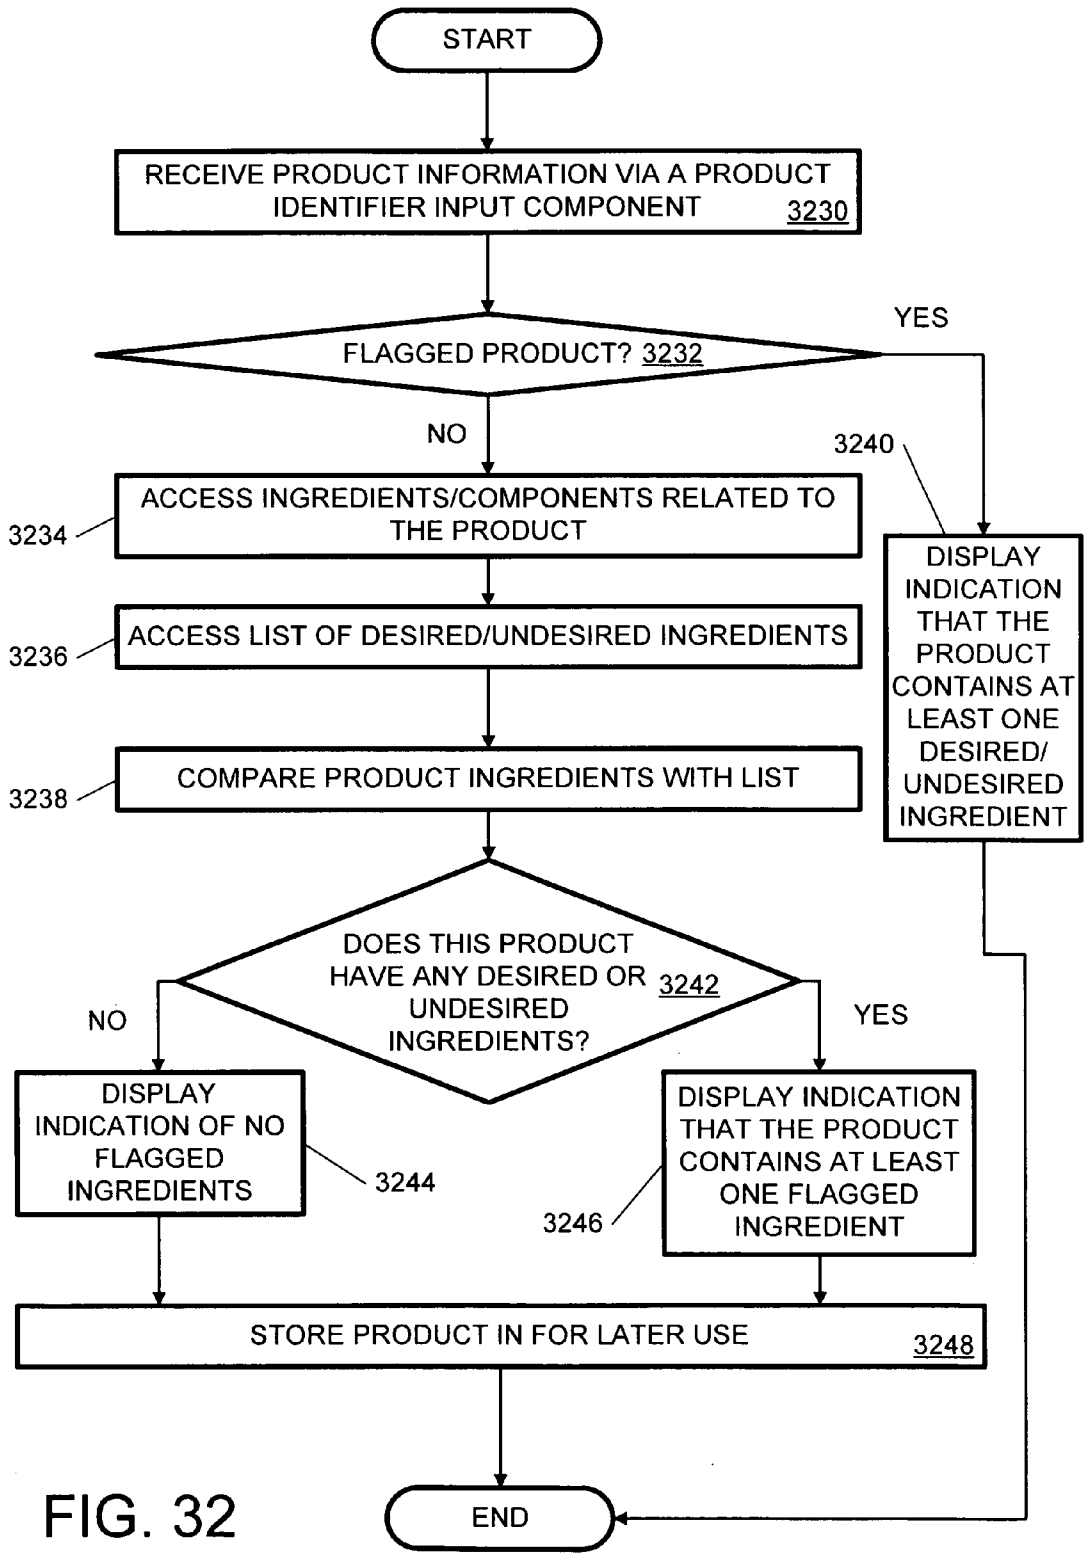 START
RECEIVE PRODUCT INFORMATION VIA A PRODUCT
IDENTIFIER INPUT COMPONENT
3230
YES
FLAGGED PRODUCT? 3232
NO
3240
ACCESS INGREDIENTS/COMPONENTS RELATED TO
THE PRODUCT
3234
DISPLAY
INDICATION
THAT THE
PRODUCT
CONTAINS AT
LEAST ONE
DESIRED/
UNDESIRED
INGREDIENT
ACCESS LIST OF DESIRED/UNDESIRED INGREDIENTS
3236
COMPARE PRODUCT INGREDIENTS WITH LIST
3238
DOES THIS PRODUCT
HAVE ANY DESIRED OR
UNDESIRED
INGREDIENTS?
3242
NO
YES
DISPLAY
INDICATION OF NO
FLAGGED
INGREDIENTS
3244
DISPLAY INDICATION
THAT THE PRODUCT
CONTAINS AT LEAST
ONE FLAGGED
INGREDIENT
3246
STORE PRODUCT IN FOR LATER USE
3248
END
FIG. 32